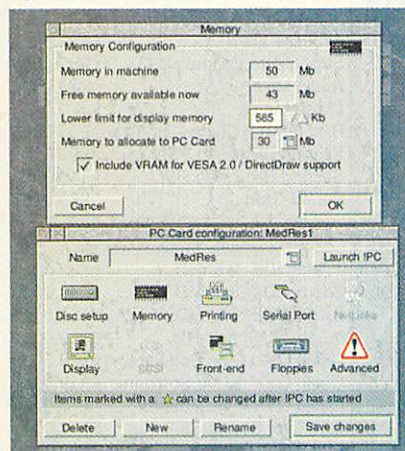 Memory
Memory Configuration
Memory in machine 50 Mb
Free memory available now 43 Mb
Lower limit for display memory 585 Kb
Memory to allocate to PC Card 30 Mb
Include VRAM for VESA 2.0 / DirectDraw support
Cancel OK
PC Card configuration: MedRes1
Name MedRes Launch !PC
Disc setup Memory Printing Serial Port NetLinks
Display SCSI Front-end Floppies Advanced
Items marked with a ☆ can be changed after !PC has started
Delete New Rename Save changes